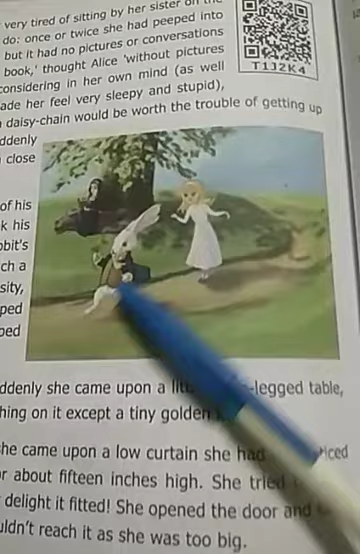 very tired of sitting by her sister on the
do: once or twice she had peeped into
but it had no pictures or conversations
book,' thought Alice 'without pictures
considering in her own mind (as well
ade her feel very sleepy and stupid),
daisy-chain would be worth the trouble of getting up
ddenly
close
T1J2K4
of his
k his
bbit's
ch a
sity,
ped
ped
ddenly she came upon a -legged table,
hing on it except a tiny golden
he came upon a low curtain she had ticed
r about fifteen inches high. She tried
delight it fitted! She opened the door and
uldn't reach it as she was too big.